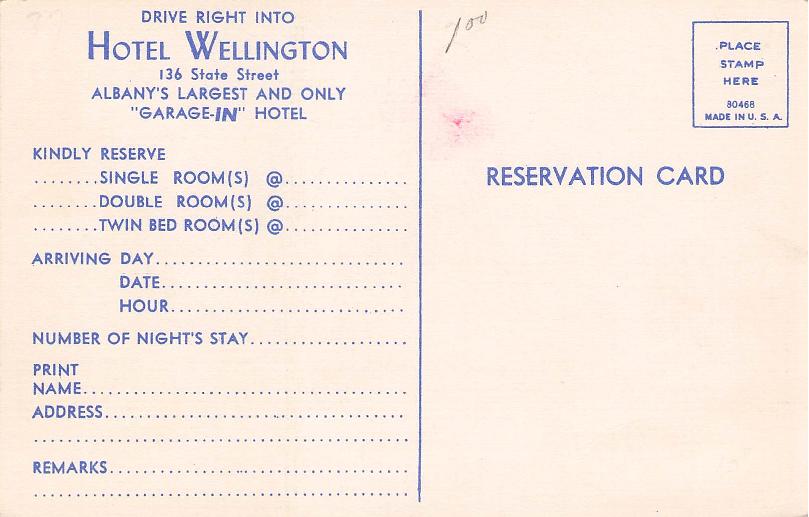 DRIVE RIGHT INTO
HOTEL WELLINGTON
136 State Street
ALBANY'S LARGEST AND ONLY
"GARAGE-IN" HOTEL
KINDLY RESERVE
........SINGLE ROOM(S) @...............
........DOUBLE ROOM(S) @...............
........TWIN BED ROOM(S) @...............
ARRIVING DAY...............................
DATE..............................
HOUR.............................
NUMBER OF NIGHT'S STAY...................
PRINT
NAME........................................
ADDRESS.....................................
..............................................
REMARKS.....................................
..............................................
100
PLACE
STAMP
HERE
80468
MADE IN U. S. A.
RESERVATION CARD